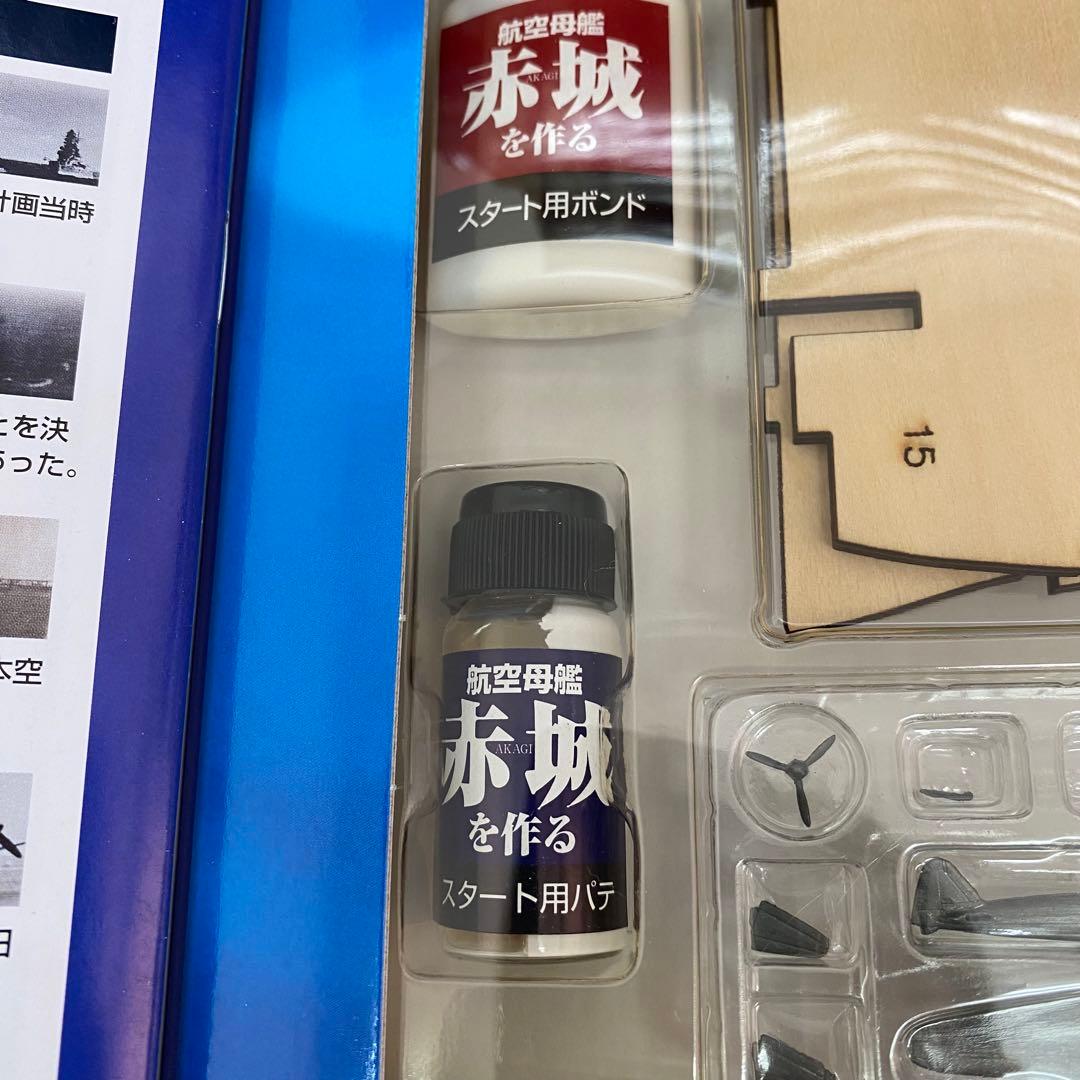 計画当時
とを決
あった。
本空
日
航空母艦
赤城
AKAGI
を作る
スタート用ボンド
15
航空母艦
赤城
AKAGI
を作る
スタート用パテ